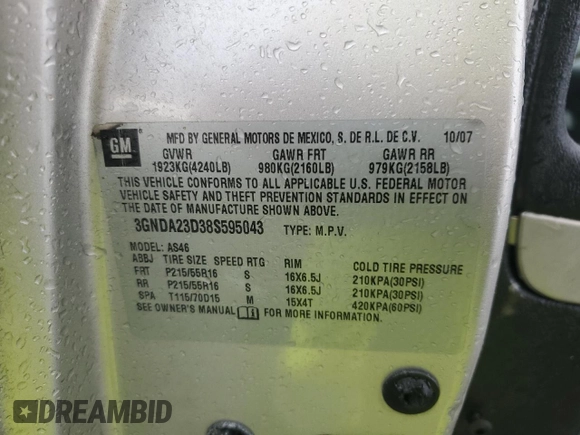 GM
MFD BY GENERAL MOTORS DE MEXICO, S. DE R.L. DE C.V. 10/07
GVWR GAWR FRT GAWR RR
1923KG(4240LB) 980KG(2160LB) 979KG(2158LB)
THIS VEHICLE CONFORMS TO ALL APPLICABLE U.S. FEDERAL MOTOR
VEHICLE SAFETY AND THEFT PREVENTION STANDARDS IN EFFECT ON
THE DATE OF MANUFACTURE SHOWN ABOVE.
3GNDA23D38S595043 TYPE: M.P.V.
MODEL: AS46
ABBJ TIRE SIZE SPEED RTG RIM COLD TIRE PRESSURE
FRT P215/55R16 S 16X6.5J 210KPA(30PSI)
RR P215/55R16 S 16X6.5J 210KPA(30PSI)
SPA T115/70D15 M 15X4T 420KPA(60PSI)
SEE OWNER'S MANUAL FOR MORE INFORMATION.
DREAMBID